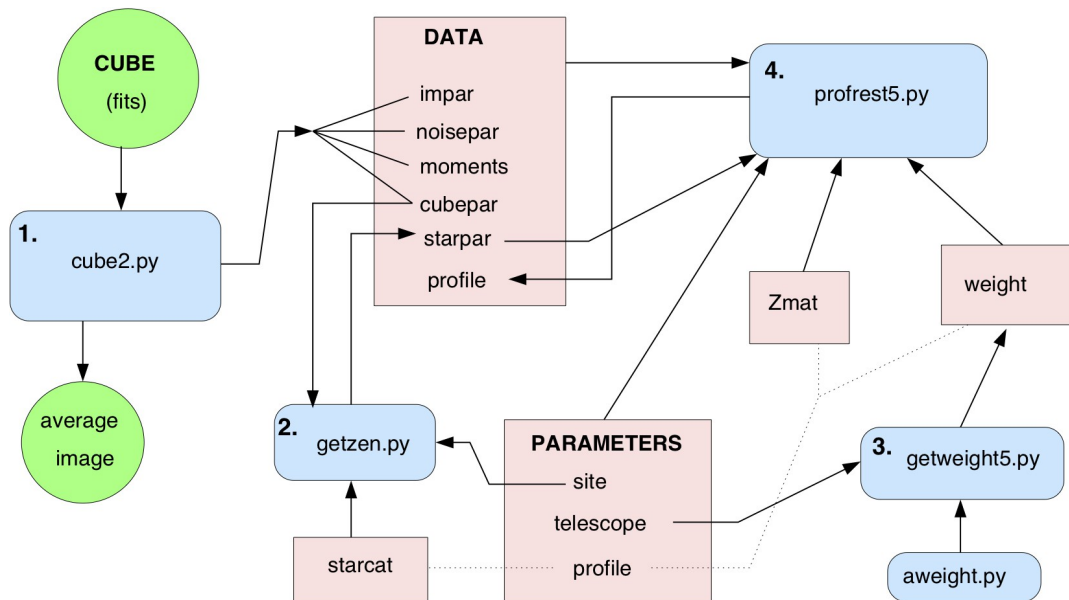 CUBE
(fits)
1.
cube2.py
average
image
DATA
impar
noisepar
moments
cubepar
starpar
profile
2.
getzen.py
starcat
PARAMETERS
site
telescope
profile
4.
profrest5.py
Zmat
weight
3.
getweight5.py
aweight.py